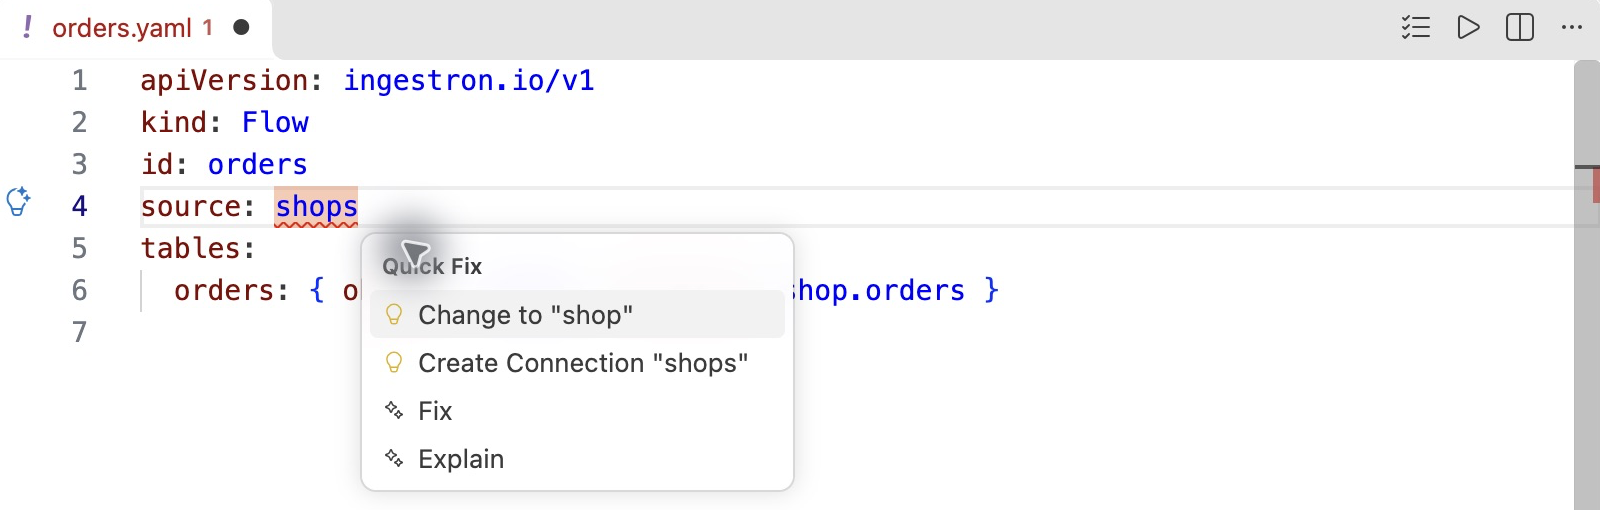 ! orders.yaml 1
1 apiVersion: ingestron.io/v1
2 kind: Flow
3 id: orders
4 source: shops
5 tables:
6 orders: { shop.orders }
7
Quick Fix
Change to "shop"
Create Connection "shops"
Fix
Explain